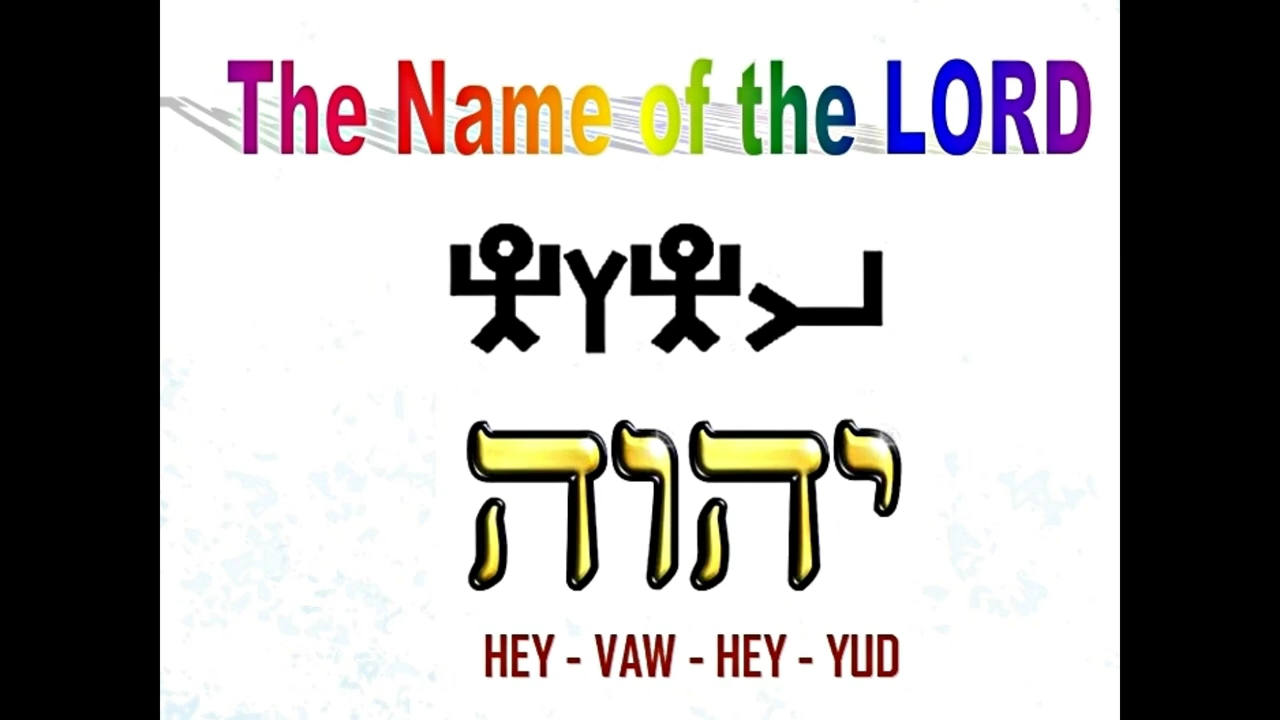 The Name of the LORD
יהוה
HEY - VAW - HEY - YUD